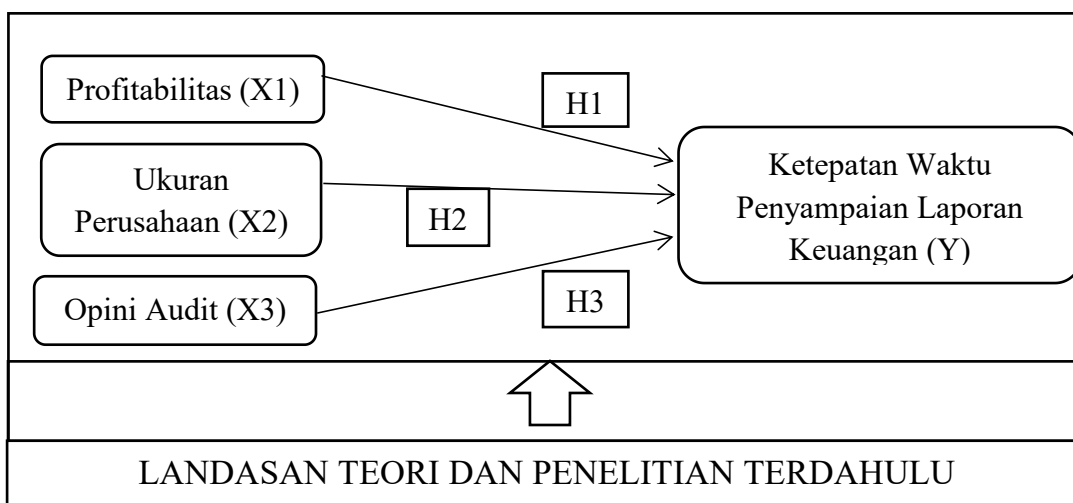 Profitabilitas (X1)
H1
Ukuran
Perusahaan (X2)
H2
Ketepatan Waktu
Penyampaian Laporan
Keuangan (Y)
Opini Audit (X3)
H3
LANDASAN TEORI DAN PENELITIAN TERDAHULU